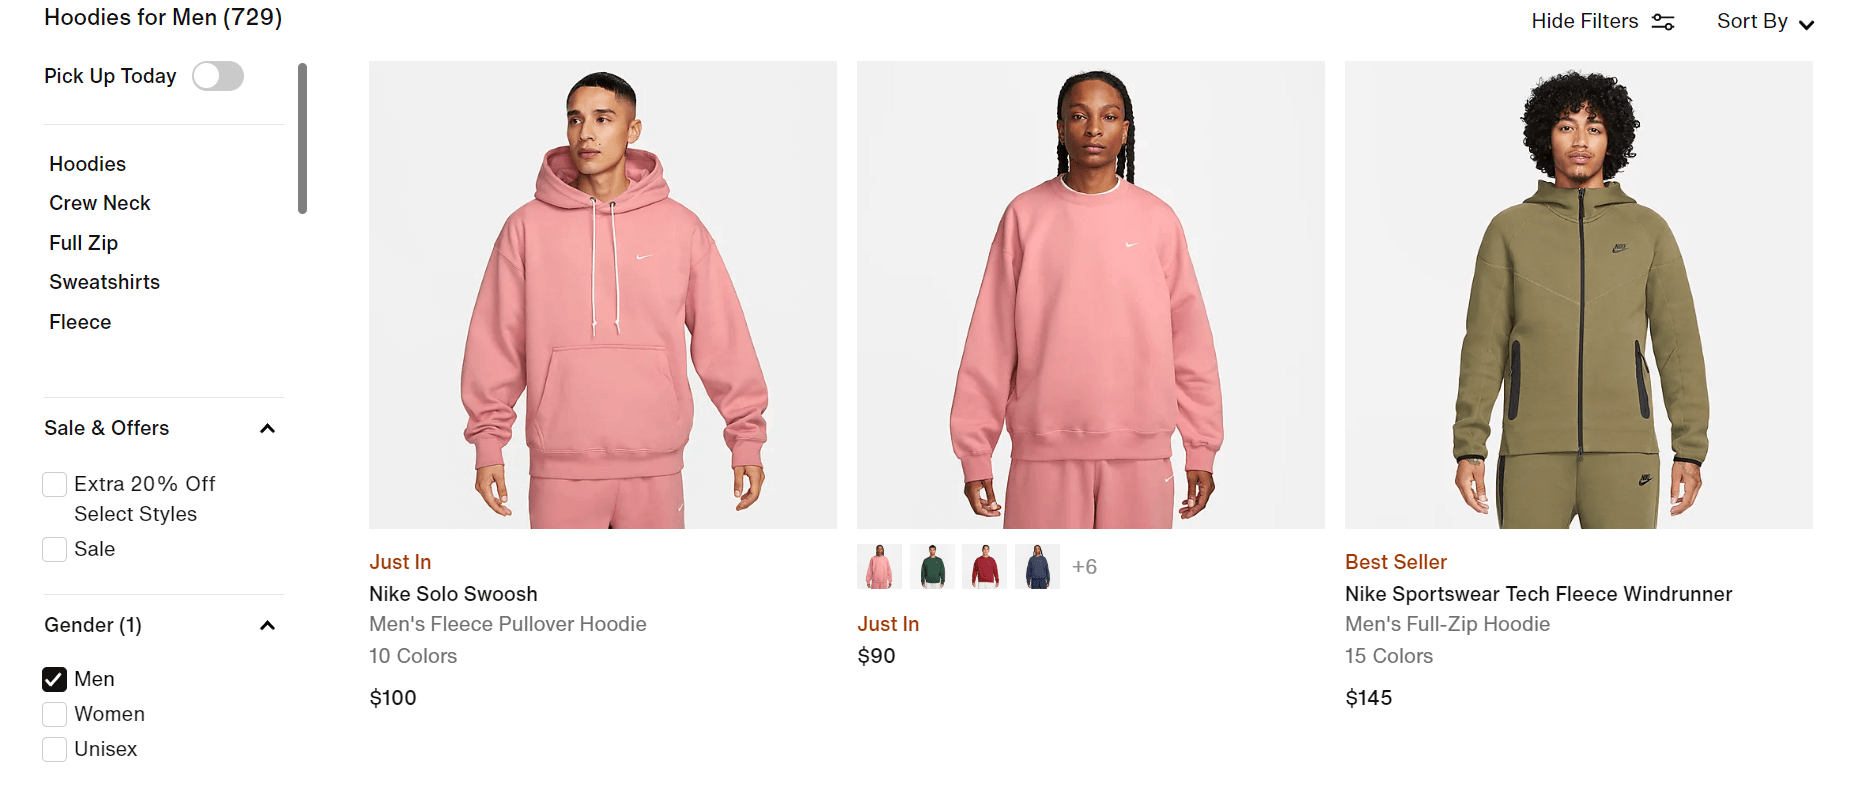 Hoodies for Men (729)
Hide Filters
Sort By
Pick Up Today
Hoodies
Crew Neck
Full Zip
Sweatshirts
Fleece
Sale & Offers
Extra 20% Off
Select Styles
Sale
Gender (1)
Men
Women
Unisex
Just In
Nike Solo Swoosh
Men's Fleece Pullover Hoodie
10 Colors
$100
+6
Just In
$90
NIKE
NIKE
Best Seller
Nike Sportswear Tech Fleece Windrunner
Men's Full-Zip Hoodie
15 Colors
$145